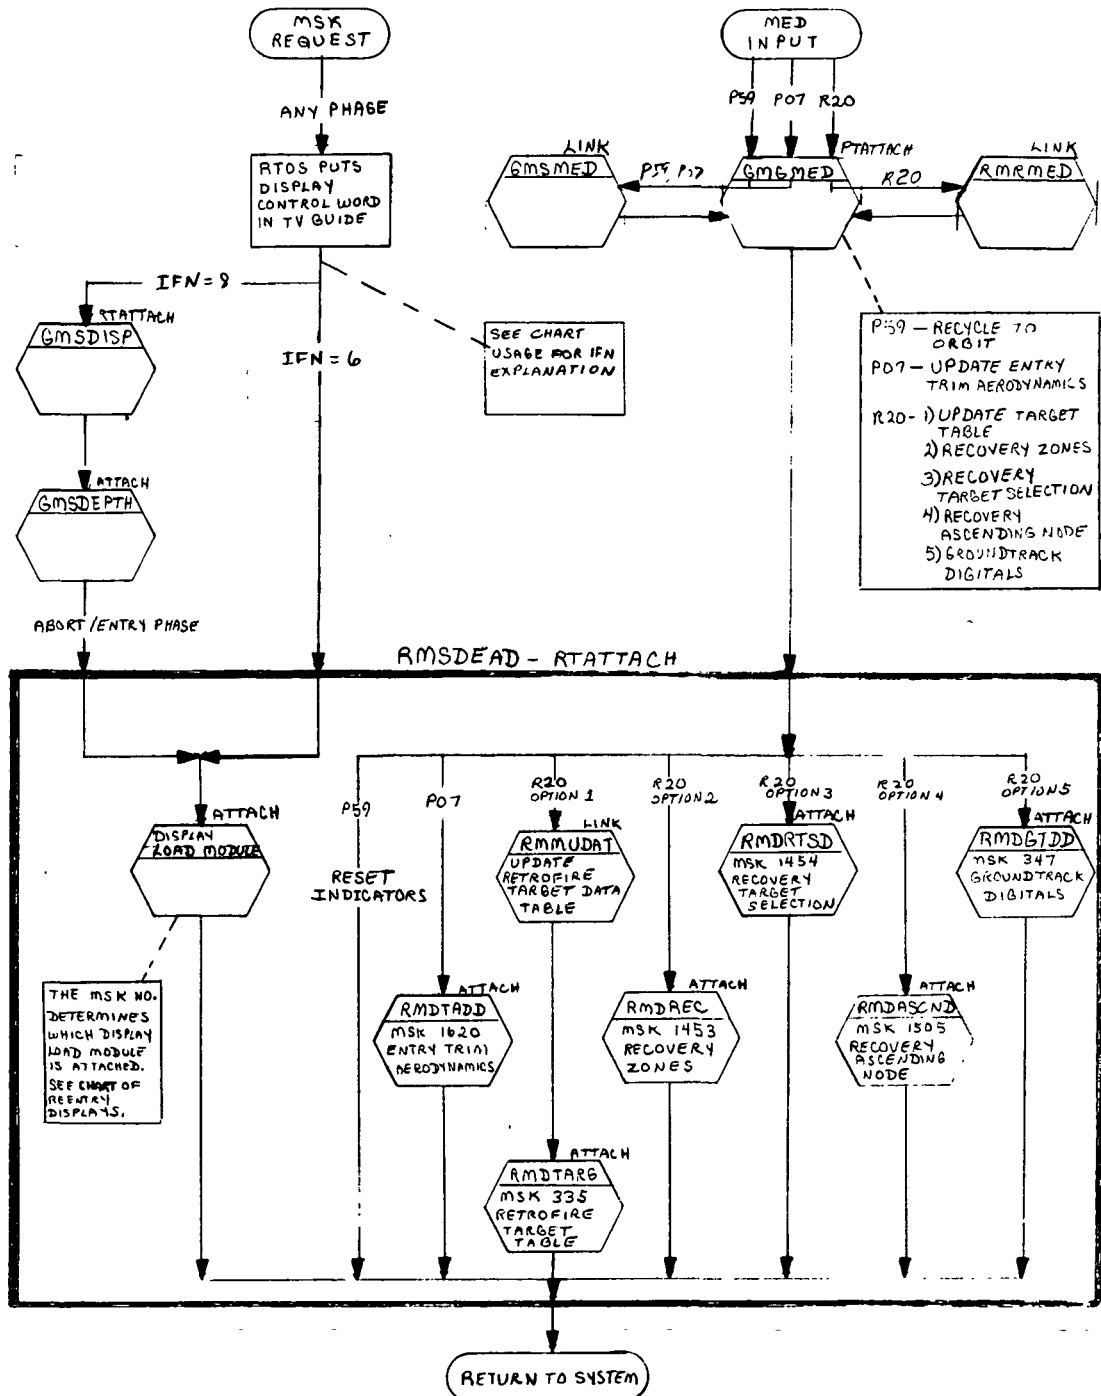 MSK
REQUEST
MED
INPUT
P59 P07 R20
ANY PHASE
RTOS PUTS
DISPLAY
CONTROL WORD
IN TV GUIDE
LINK
GMSMED
P59, P07
PTATTACH
GMGMED
R20
LINK
RMRMED
IFN=8
RTATTACH
GMSDISP
IFN=6
SEE CHART
USAGE FOR IFN
EXPLANATION
P59 — RECYCLE TO
ORBIT
P07 — UPDATE ENTRY
TRIM AERODYNAMICS
R20- 1) UPDATE TARGET
TABLE
2) RECOVERY ZONES
3) RECOVERY
TARGET SELECTION
4) RECOVERY
ASCENDING NODE
5) GROUNDTRACK
DIGITALS
ATTACH
GMSDEPTH
ABORT/ENTRY PHASE
RMSDEAD - RTATTACH
ATTACH
DISPLAY
LOAD MODULE
THE MSK NO.
DETERMINES
WHICH DISPLAY
LOAD MODULE
IS ATTACHED.
SEE CHART OF
REENTRY
DISPLAYS.
P59
RESET
INDICATORS
P07
ATTACH
RMDTADD
MSK 1620
ENTRY TRIM
AERODYNAMICS
R20
OPTION 1
LINK
RMMUDAT
UPDATE
RETROFIRE
TARGET DATA
TABLE
ATTACH
RMDTARG
MSK 335
RETROFIRE
TARGET
TABLE
R20
OPTION 2
ATTACH
RMDREC
MSK 1453
RECOVERY
ZONES
R20
OPTION 3
ATTACH
RMDRTSD
MSK 1454
RECOVERY
TARGET
SELECTION
R20
OPTION 4
ATTACH
RMDASCND
MSK 1505
RECOVERY
ASCENDING
NODE
R20
OPTION 5
ATTACH
RMDGTDD
MSK 347
GROUNDTRACK
DIGITALS
RETURN TO SYSTEM